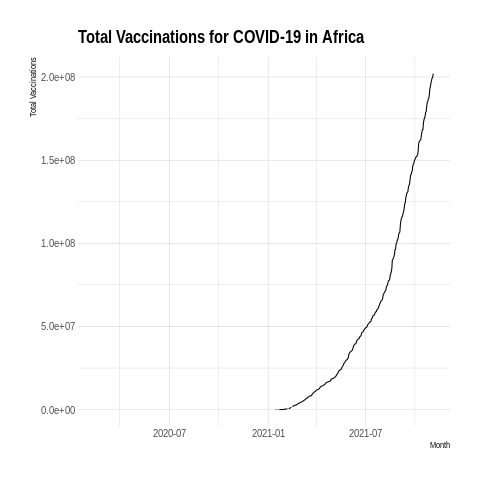 Total Vaccinations for COVID-19 in Africa
Total Vaccinations
2.0e+08
1.5e+08
1.0e+08
5.0e+07
0.0e+00
2020-07 2021-01 2021-07
Month